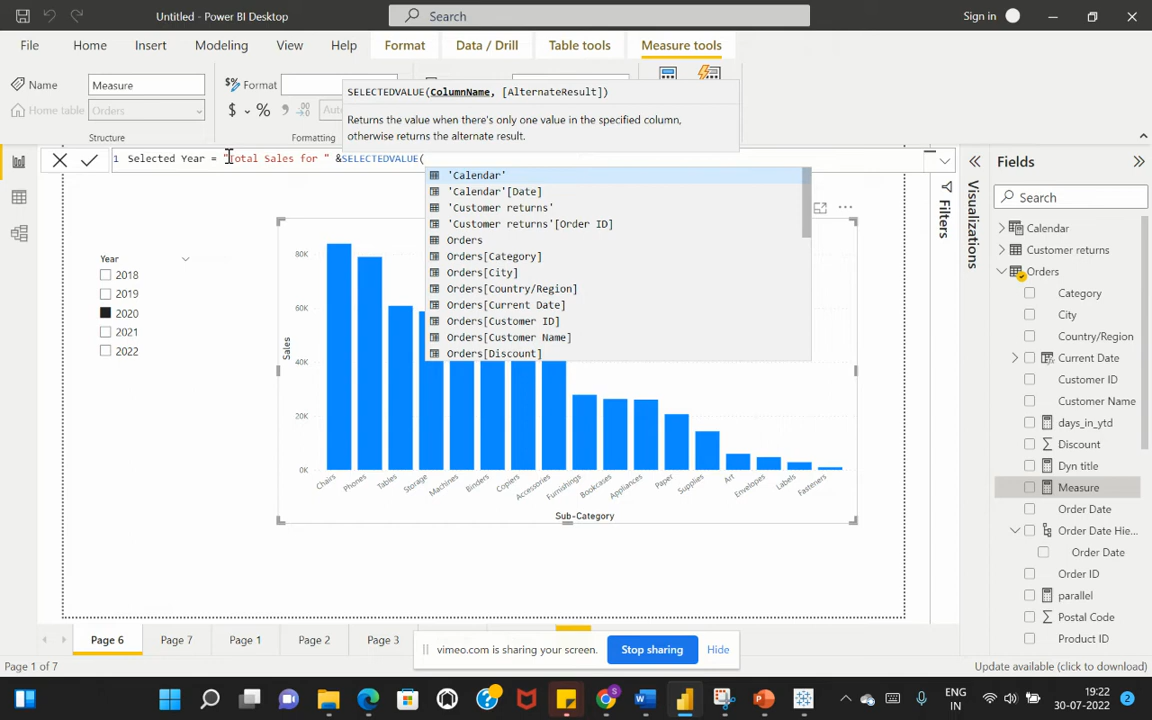 Untitled - Power BI Desktop
Search
Sign in
File
Home
Insert
Modeling
View
Help
Format
Data / Drill
Table tools
Measure tools
Name
Measure
Format
Home table
Orders
$
%
Structure
Formatting
SELECTEDVALUE(ColumnName, [AlternateResult])
Returns the value when there's only one value in the specified column,
otherwise returns the alternate result.
1 Selected Year = "Total Sales for " &SELECTEDVALUE(
'Calendar'
'Calendar'[Date]
'Customer returns'
'Customer returns'[Order ID]
Orders
Orders[Category]
Orders[City]
Orders[Country/Region]
Orders[Current Date]
Orders[Customer ID]
Orders[Customer Name]
Orders[Discount]
Year
2018
2019
2020
2021
2022
Sales
80K
60K
40K
20K
0K
Chairs
Phones
Tables
Storage
Machines
Binders
Copiers
Accessories
Furnishings
Bookcases
Appliances
Paper
Supplies
Art
Envelopes
Labels
Fasteners
Sub-Category
Filters
Visualizations
Fields
Search
Calendar
Customer returns
Orders
Category
City
Country/Region
Current Date
Customer ID
Customer Name
days_in_ytd
Discount
Dyn title
Measure
Order Date
Order Date Hie...
Order Date
Order ID
parallel
Postal Code
Product ID
Page 6
Page 7
Page 1
Page 2
Page 3
vimeo.com is sharing your screen.
Stop sharing
Hide
Page 1 of 7
Update available (click to download)
ENG
IN
19:22
30-07-2022
2